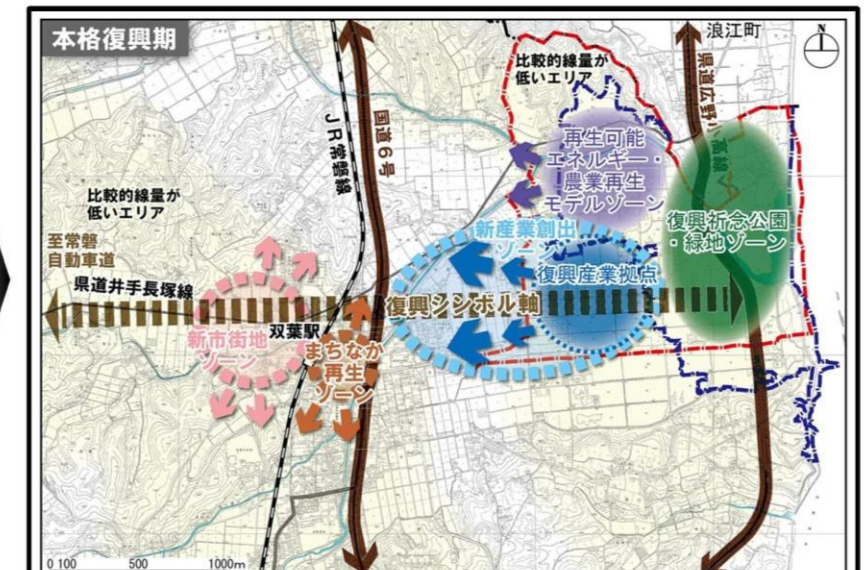 本格復興期
浪江町
N
比較的線量が
低いエリア
県道広野小高線
JR常磐線
国道6号
再生可能
エネルギー・
農業再生
モデルゾーン
比較的線量が
低いエリア
復興祈念公園
・緑地ゾーン
新産業創出
ゾーン
至常磐
自動車道
復興産業拠点
県道井手長塚線
復興シンボル軸
双葉駅
新市街地
ゾーン
まちなか
再生
ゾーン
0 100 500 1000m